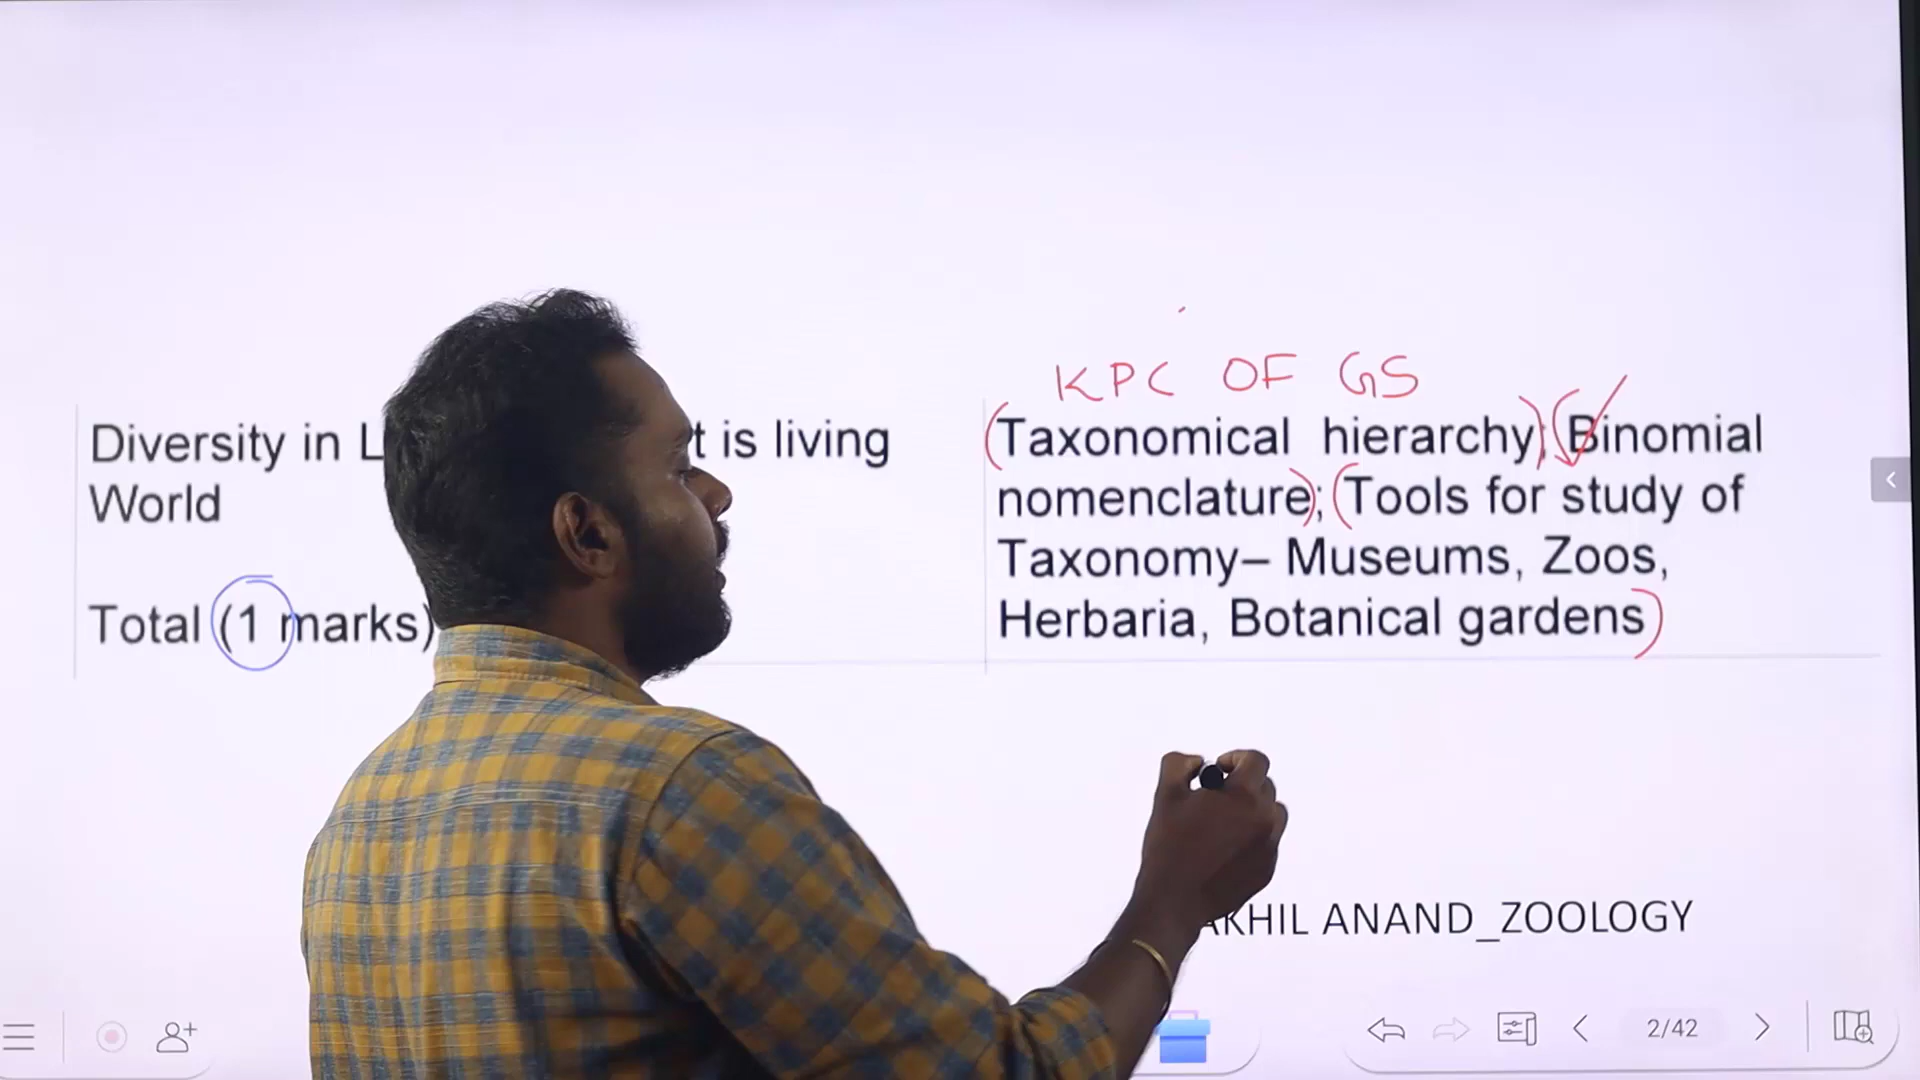 KPC OF GS
Diversity in L t is living
World
Total (1 marks)
(Taxonomical hierarchy); (Binomial
nomenclature); (Tools for study of
Taxonomy– Museums, Zoos,
Herbaria, Botanical gardens)
AKHIL ANAND_ZOOLOGY
2/42